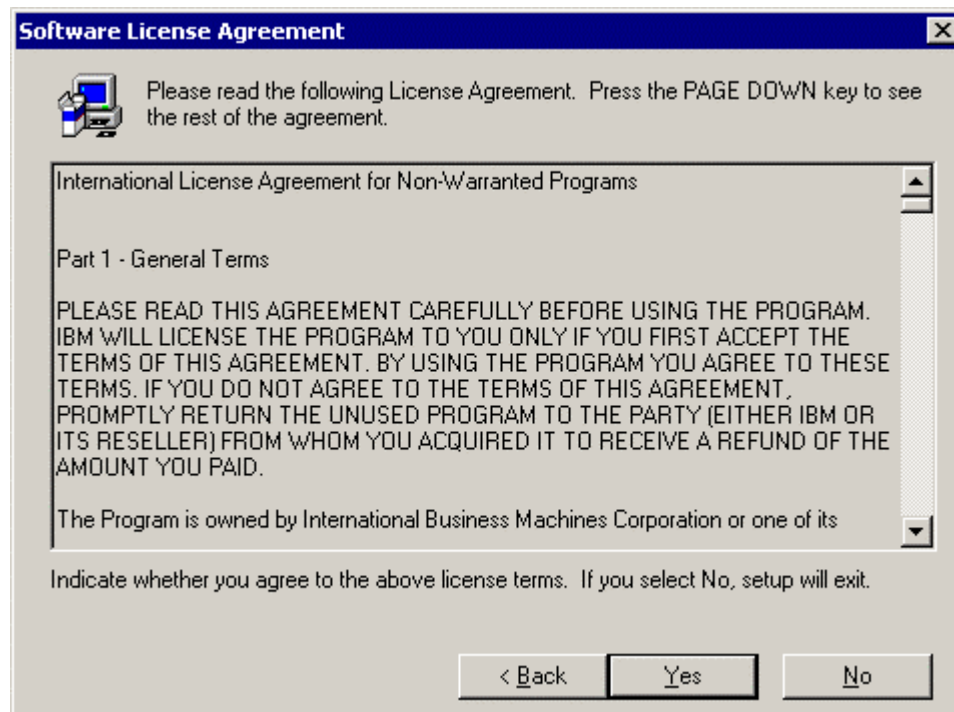 Software License Agreement
Please read the following License Agreement. Press the PAGE DOWN key to see
the rest of the agreement.
International License Agreement for Non-Warranted Programs
Part 1 - General Terms
PLEASE READ THIS AGREEMENT CAREFULLY BEFORE USING THE PROGRAM.
IBM WILL LICENSE THE PROGRAM TO YOU ONLY IF YOU FIRST ACCEPT THE
TERMS OF THIS AGREEMENT. BY USING THE PROGRAM YOU AGREE TO THESE
TERMS. IF YOU DO NOT AGREE TO THE TERMS OF THIS AGREEMENT,
PROMPTLY RETURN THE UNUSED PROGRAM TO THE PARTY (EITHER IBM OR
ITS RESELLER) FROM WHOM YOU ACQUIRED IT TO RECEIVE A REFUND OF THE
AMOUNT YOU PAID.
The Program is owned by International Business Machines Corporation or one of its
Indicate whether you agree to the above license terms. If you select No, setup will exit.
< Back
Yes
No